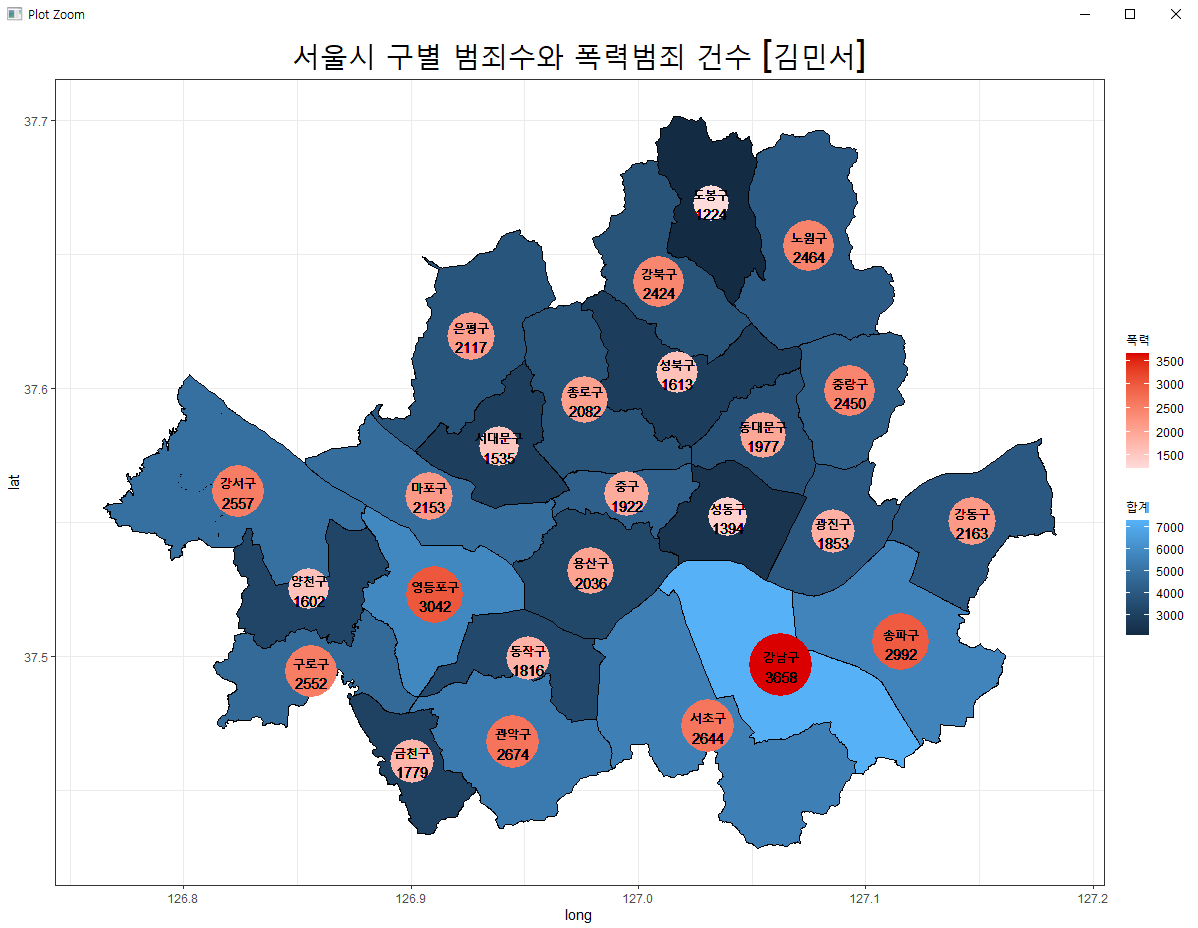 Plot Zoom
서울시 구별 범죄수와 폭력범죄 건수 [김민서]
37.7
도봉구
1224
노원구
2464
강북구
2424
은평구
2117
성북구
1613
37.6
종로구
2082
중랑구
2450
서대문구
1535
동대문구
1977
강서구
2557
마포구
2153
중구
1922
성동구
1394
광진구
1853
강동구
2163
lat
양천구
1602
영등포구
3042
용산구
2036
37.5
구로구
2552
동작구
1816
강남구
3658
송파구
2992
관악구
2674
서초구
2644
금천구
1779
126.8
126.9
127.0
127.1
127.2
long
폭력
3500
3000
2500
2000
1500
합계
7000
6000
5000
4000
3000